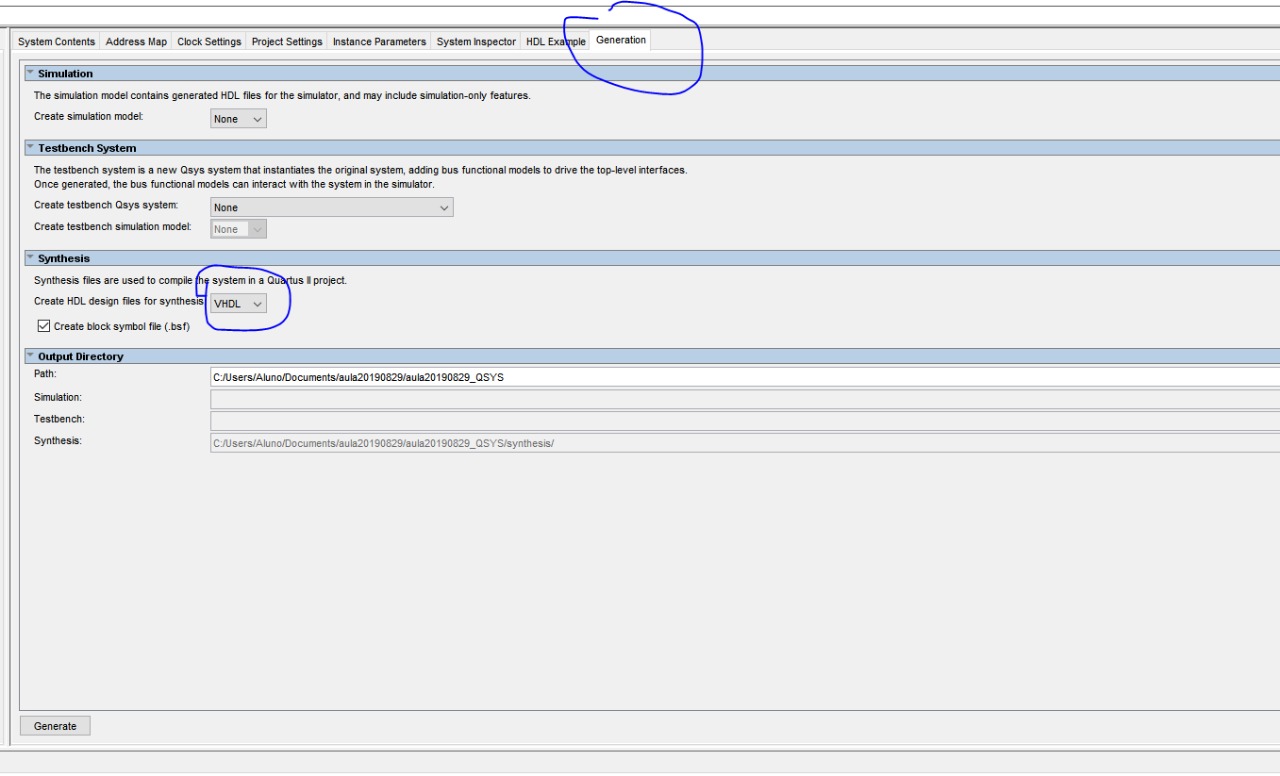 System Contents Address Map Clock Settings Project Settings Instance Parameters System Inspector HDL Example Generation
Simulation
The simulation model contains generated HDL files for the simulator, and may include simulation-only features.
Create simulation model: None
Testbench System
The testbench system is a new Qsys system that instantiates the original system, adding bus functional models to drive the top-level interfaces.
Once generated, the bus functional models can interact with the system in the simulator.
Create testbench Qsys system: None
Create testbench simulation model: None
Synthesis
Synthesis files are used to compile the system in a Quartus II project.
Create HDL design files for synthesis: VHDL
Create block symbol file (.bsf)
Output Directory
Path: C:/Users/Aluno/Documents/aula20190829/aula20190829_QSYS
Simulation:
Testbench:
Synthesis: C:/Users/Aluno/Documents/aula20190829/aula20190829_QSYS/synthesis/
Generate